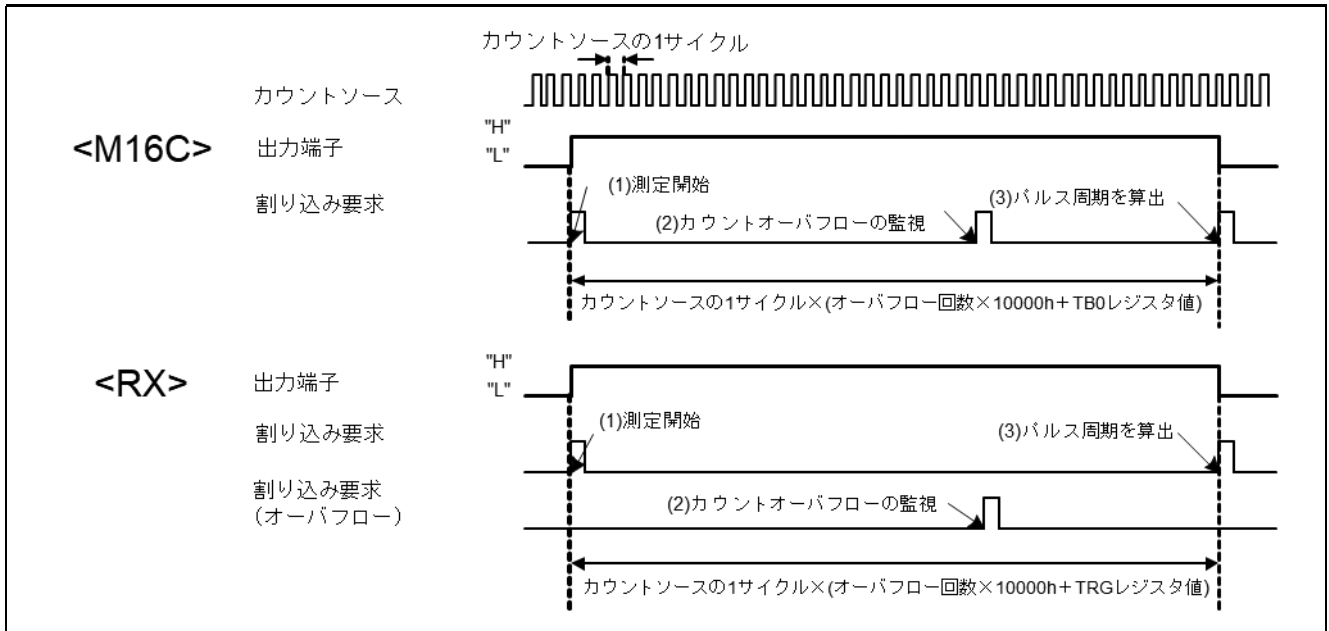 カウントソースの1サイクル
カウントソース
<M16C>
出力端子
"H"
"L"
割り込み要求
(1)測定開始
(2)カウントオーバフローの監視
(3)パルス周期を算出
カウントソースの1サイクル×(オーバフロー回数×10000h+TB0レジスタ値)
<RX>
出力端子
"H"
"L"
割り込み要求
(1)測定開始
(3)パルス周期を算出
割り込み要求
(オーバフロー)
(2)カウントオーバフローの監視
カウントソースの1サイクル×(オーバフロー回数×10000h+TRGレジスタ値)